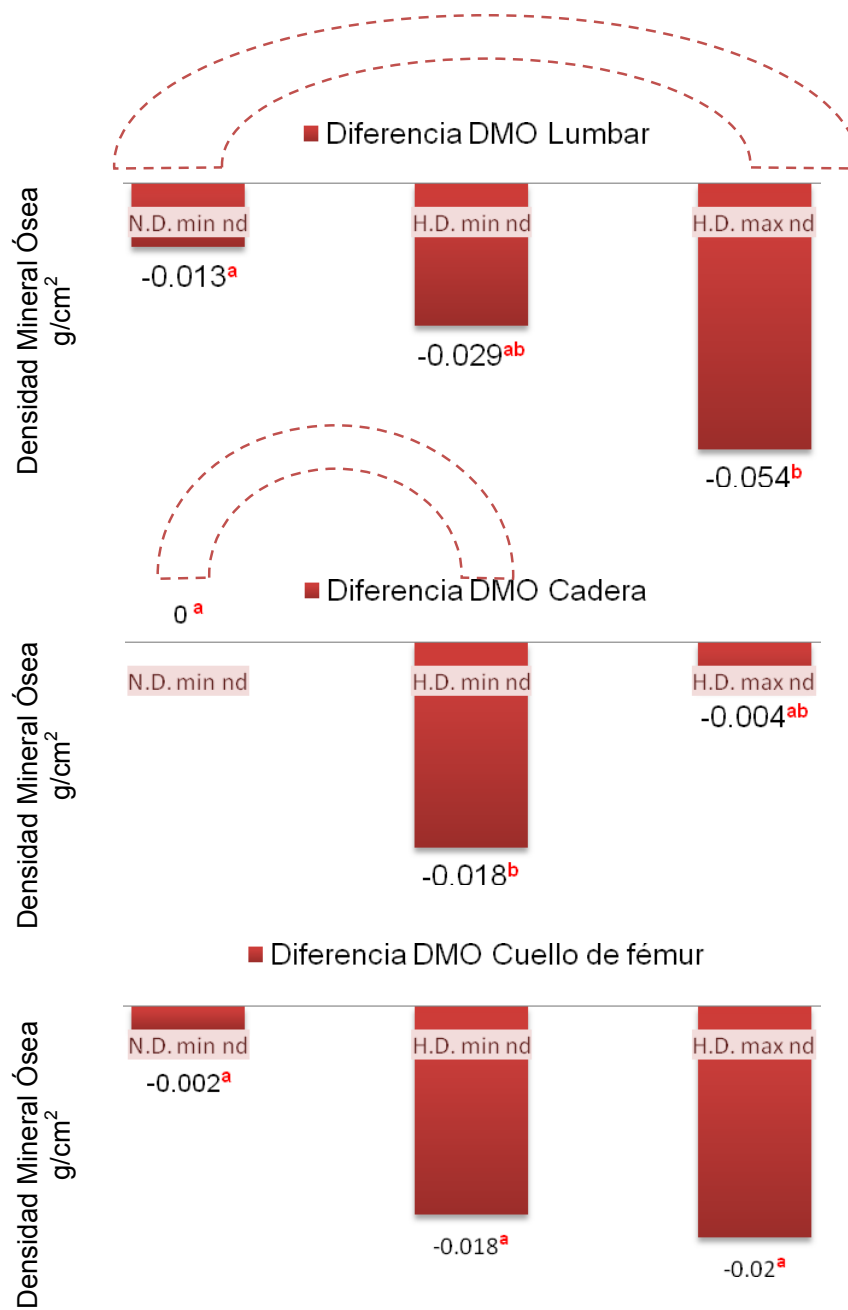 Diferencia DMO Lumbar
Densidad Mineral Ósea
g/cm²
N.D. min nd
H.D. min nd
H.D. max nd
-0.013ᵃ
-0.029ᵃᵇ
-0.054ᵇ
Diferencia DMO Cadera
0 ᵃ
Densidad Mineral Ósea
g/cm²
N.D. min nd
H.D. min nd
H.D. max nd
-0.004ᵃᵇ
-0.018ᵇ
Diferencia DMO Cuello de fémur
Densidad Mineral Ósea
g/cm²
N.D. min nd
H.D. min nd
H.D. max nd
-0.002ᵃ
-0.018ᵃ
-0.02ᵃ